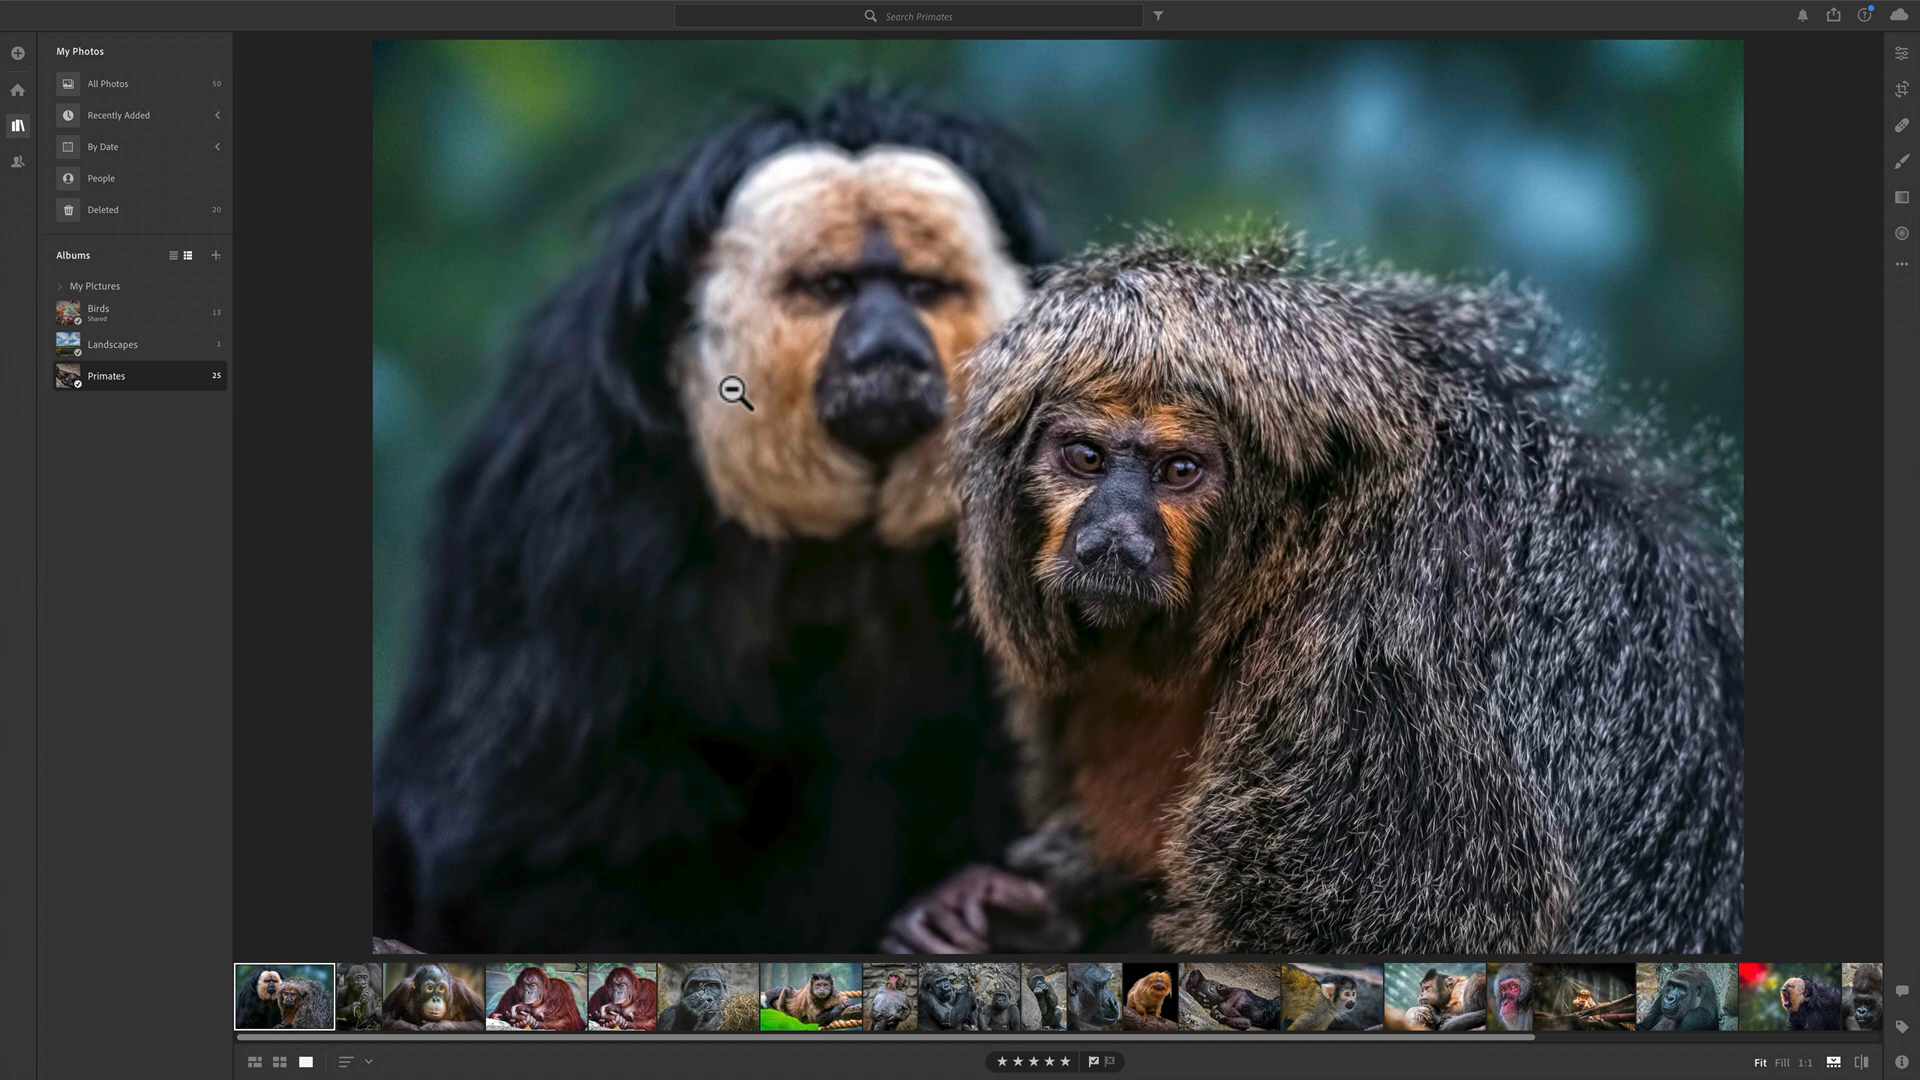 Search Primates
My Photos
All Photos 50
Recently Added
By Date
People
Deleted 20
Albums
My Pictures
Birds 13
Shared
Landscapes 1
Primates 25
Fit Fill 1:1